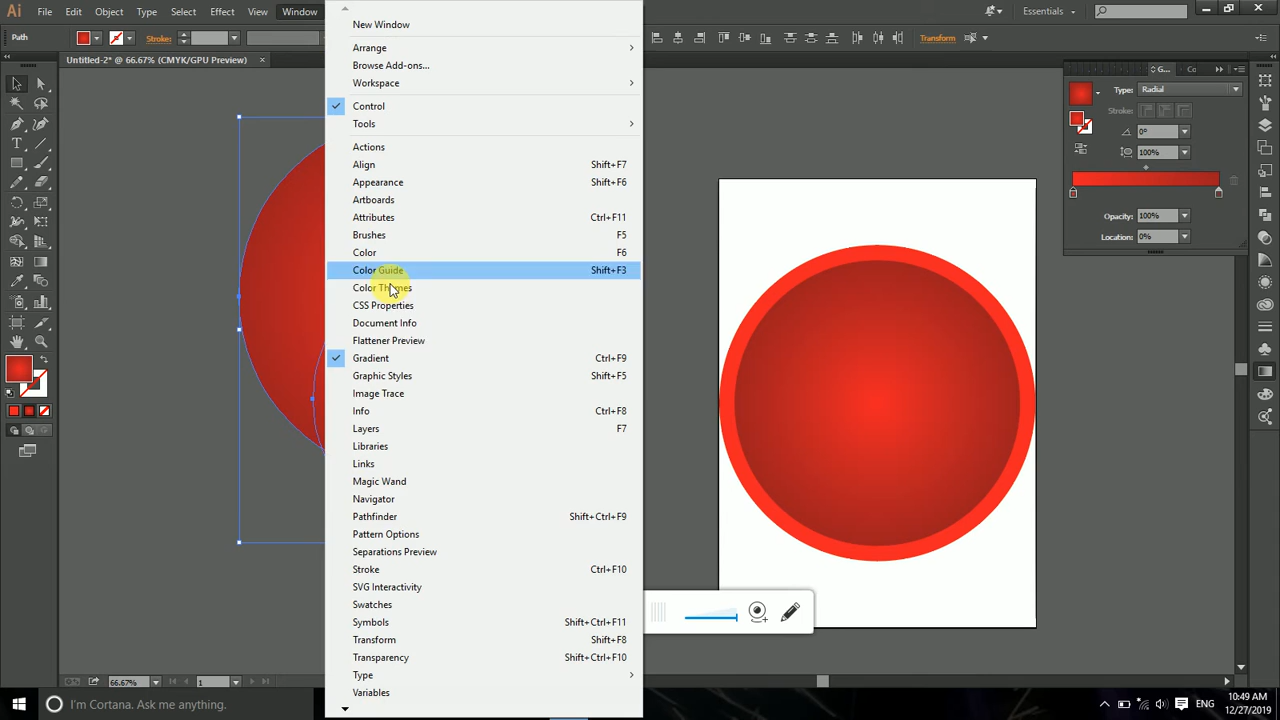 Ai
File
Edit
Object
Type
Select
Effect
View
Window
Essentials
Path
Stroke:
Transform
Untitled-2* @ 66.67% (CMYK/GPU Preview)
New Window
Arrange
Browse Add-ons...
Workspace
Control
Tools
Actions
Align Shift+F7
Appearance Shift+F6
Artboards
Attributes Ctrl+F11
Brushes F5
Color F6
Color Guide Shift+F3
Color Themes
CSS Properties
Document Info
Flattener Preview
Gradient Ctrl+F9
Graphic Styles Shift+F5
Image Trace
Info Ctrl+F8
Layers F7
Libraries
Links
Magic Wand
Navigator
Pathfinder Shift+Ctrl+F9
Pattern Options
Separations Preview
Stroke Ctrl+F10
SVG Interactivity
Swatches
Symbols Shift+Ctrl+F11
Transform Shift+F8
Transparency Shift+Ctrl+F10
Type
Variables
G... Co
Type: Radial
Stroke:
0°
100%
Opacity: 100%
Location: 0%
66.67%
1
I'm Cortana. Ask me anything.
ENG
10:49 AM
12/27/2019